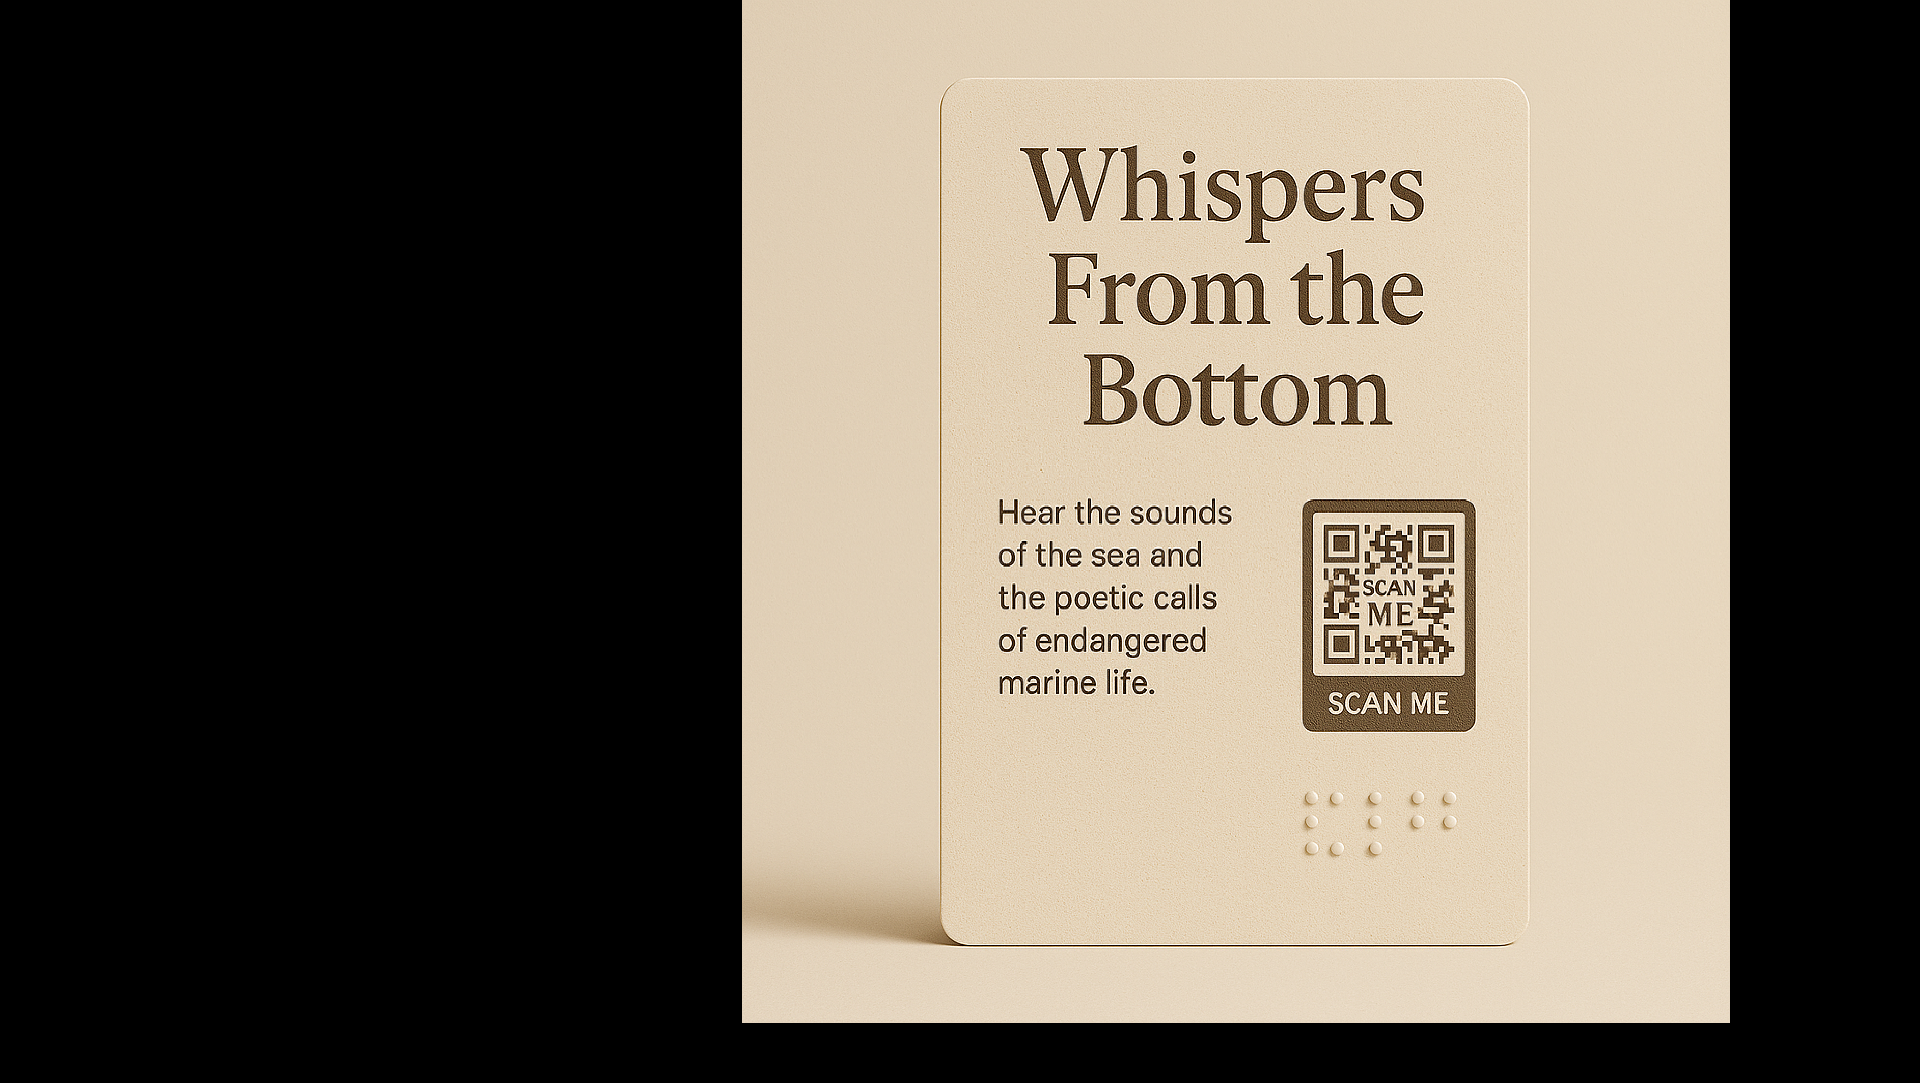 Whispers
From the
Bottom
Hear the sounds
of the sea and
the poetic calls
of endangered
marine life.
SCAN
ME
SCAN ME